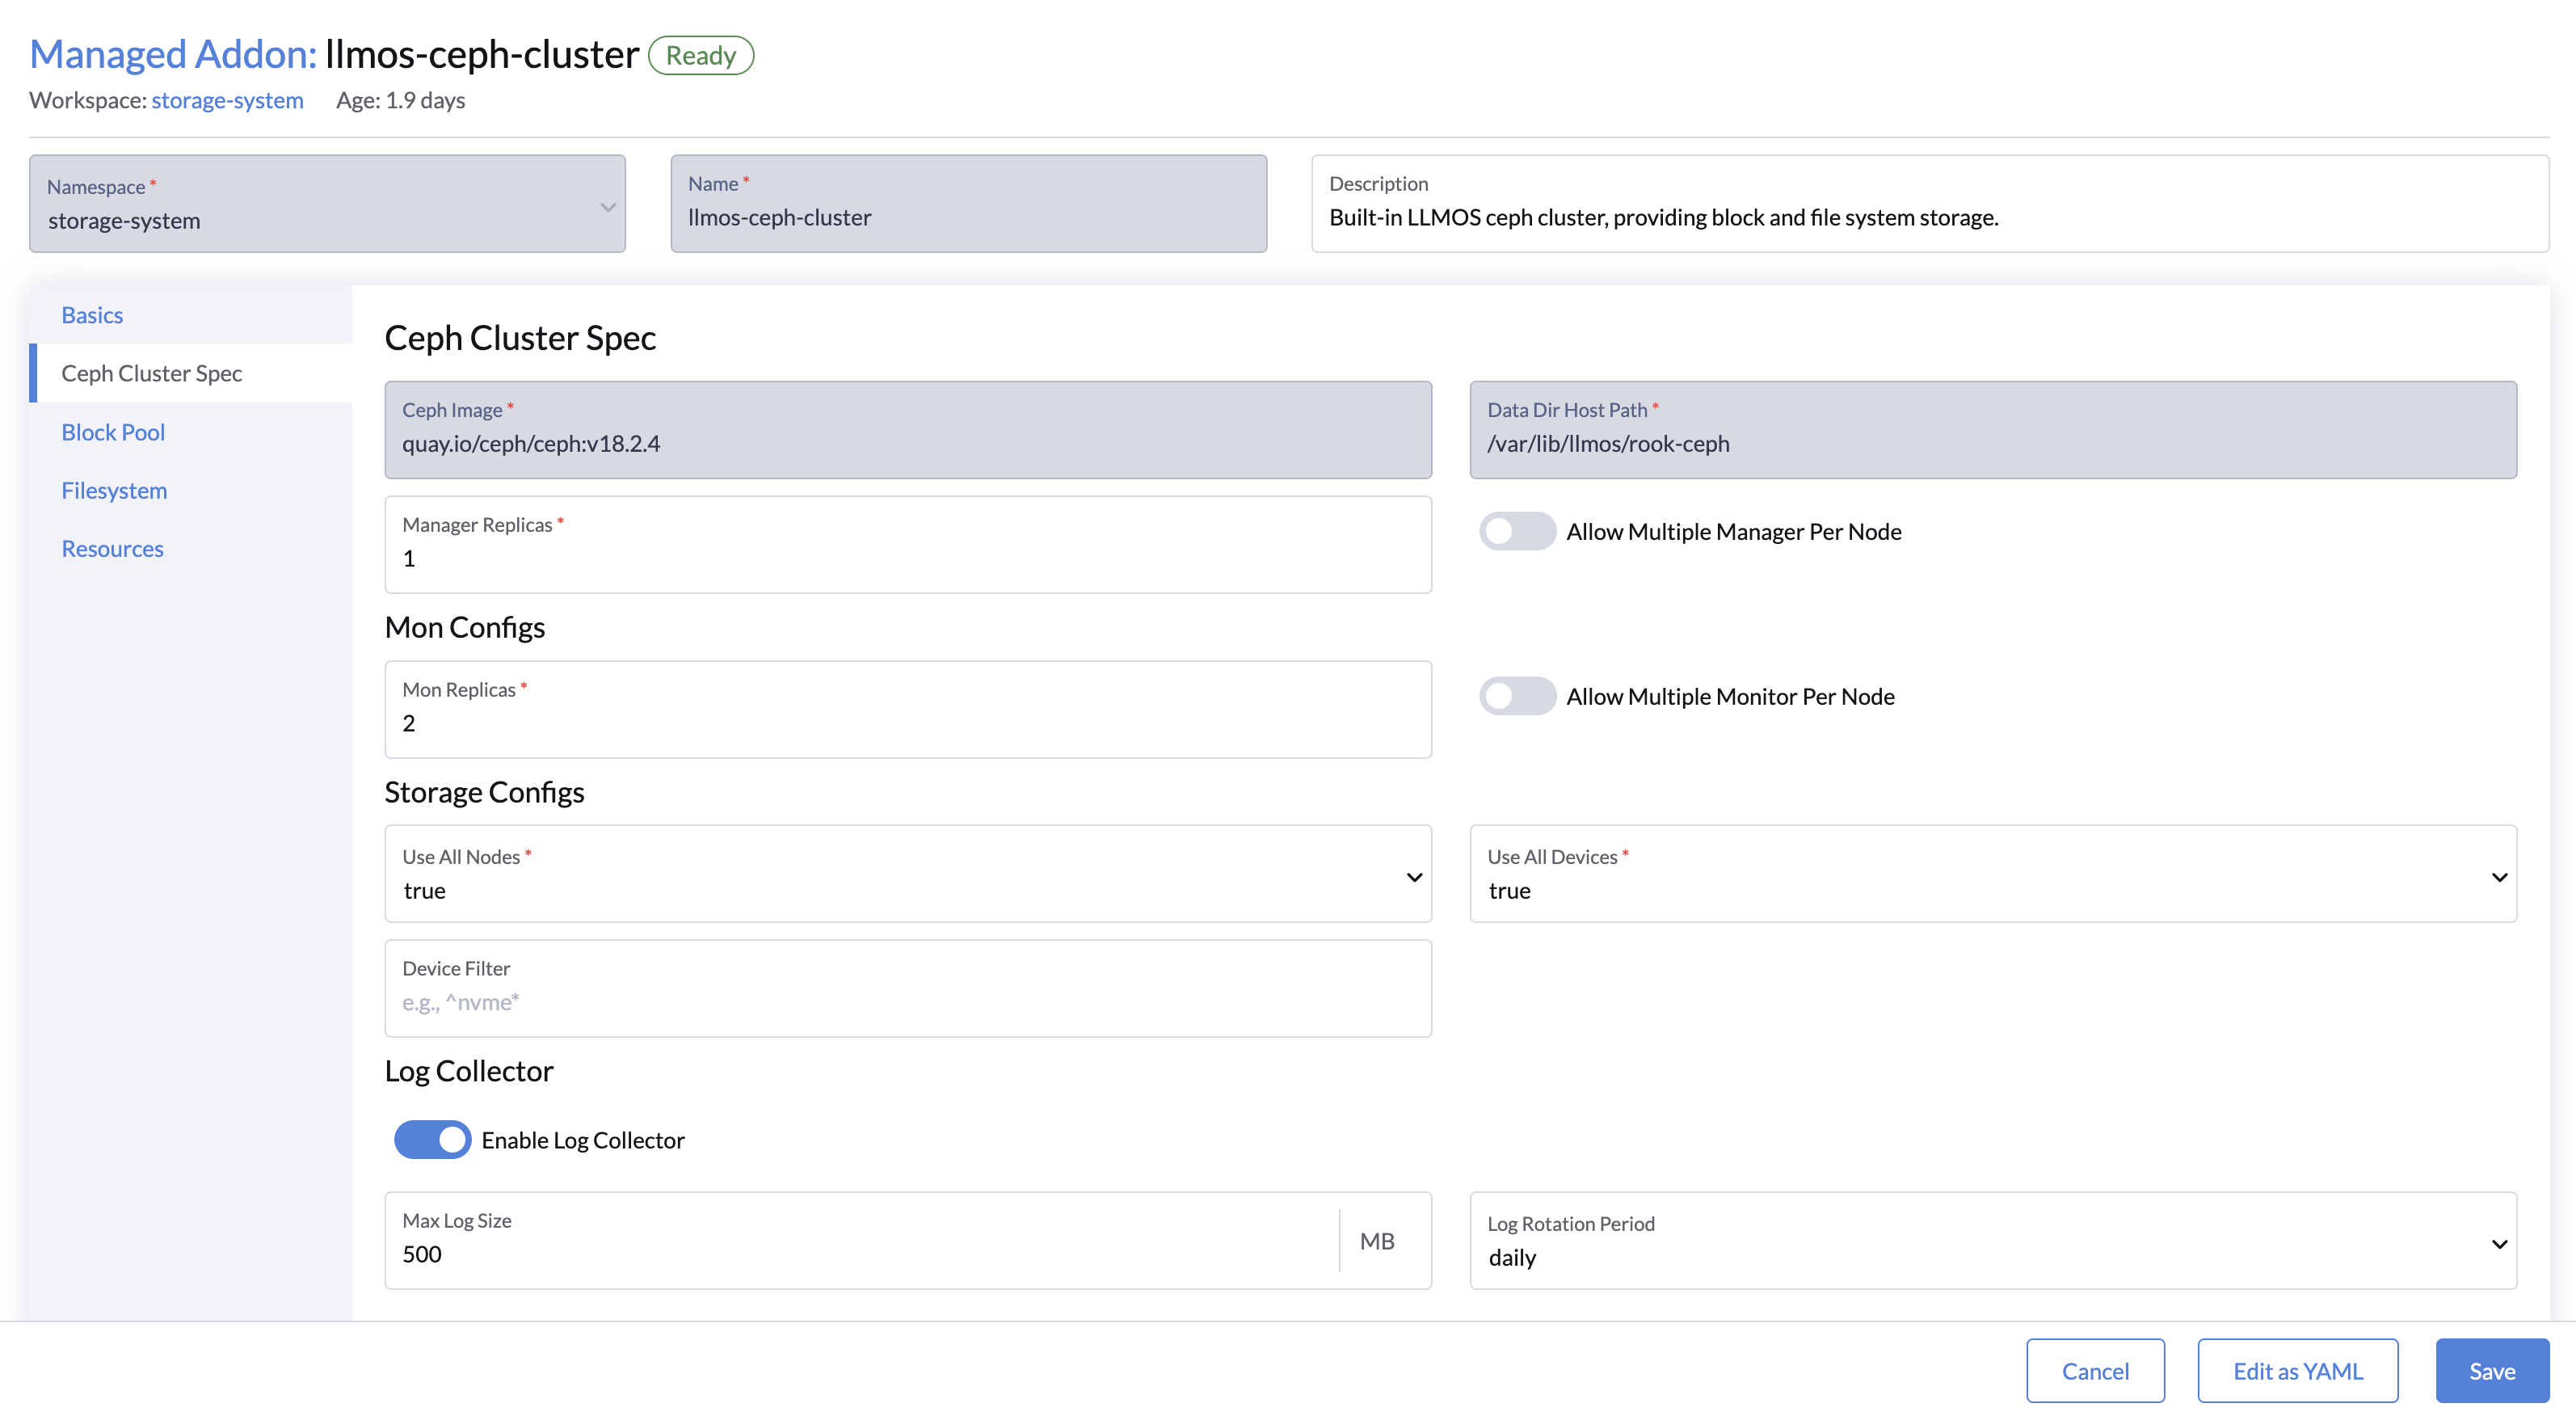 Managed Addon: llmos-ceph-cluster Ready
Workspace: storage-system Age: 1.9 days
Namespace *
storage-system
Name *
llmos-ceph-cluster
Description
Built-in LLMOS ceph cluster, providing block and file system storage.
Basics
Ceph Cluster Spec
Block Pool
Filesystem
Resources
Ceph Cluster Spec
Ceph Image *
quay.io/ceph/ceph:v18.2.4
Data Dir Host Path *
/var/lib/llmos/rook-ceph
Manager Replicas *
1
Allow Multiple Manager Per Node
Mon Configs
Mon Replicas *
2
Allow Multiple Monitor Per Node
Storage Configs
Use All Nodes *
true
Use All Devices *
true
Device Filter
e.g., ^nvme*
Log Collector
Enable Log Collector
Max Log Size
500
MB
Log Rotation Period
daily
Cancel
Edit as YAML
Save